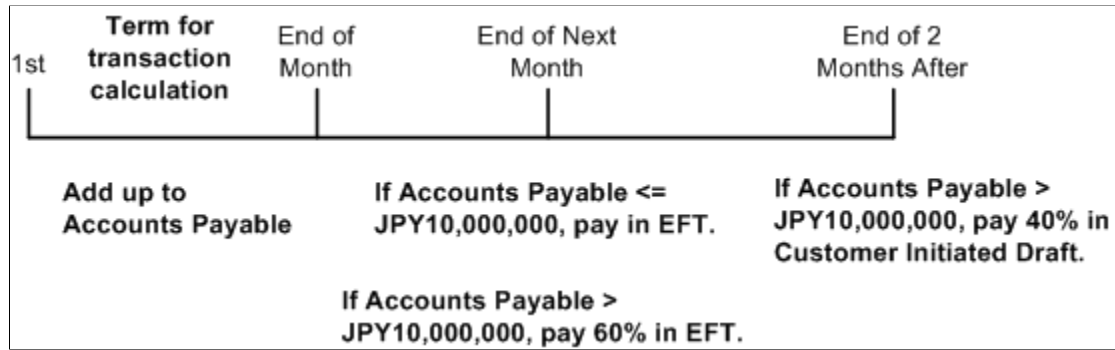 1st
Term for
transaction
calculation
End of
Month
End of Next
Month
End of 2
Months After
Add up to
Accounts Payable
If Accounts Payable <=
JPY10,000,000, pay in EFT.
If Accounts Payable >
JPY10,000,000, pay 60% in EFT.
If Accounts Payable >
JPY10,000,000, pay 40% in
Customer Initiated Draft.